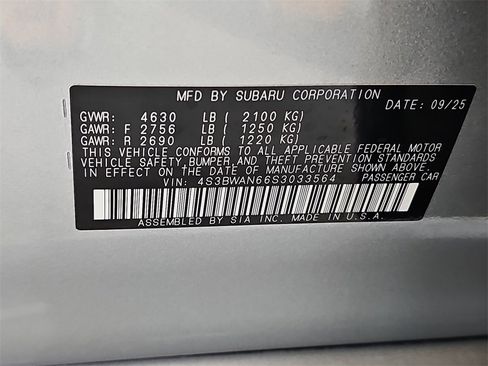 MFD BY SUBARU CORPORATION
DATE: 09/25
GVWR: 4630 LB ( 2100 KG)
GAWR: F 2756 LB ( 1250 KG)
GAWR: R 2690 LB ( 1220 KG)
THIS VEHICLE CONFORMS TO ALL APPLICABLE FEDERAL MOTOR
VEHICLE SAFETY, BUMPER, AND THEFT PREVENTION STANDARDS
IN EFFECT ON THE DATE OF MANUFACTURE SHOWN ABOVE.
VIN: 4S3BWAN66S3033564 PASSENGER CAR
ASSEMBLED BY SIA INC. MADE IN U.S.A.